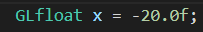 GLfloat x = -20.0f;